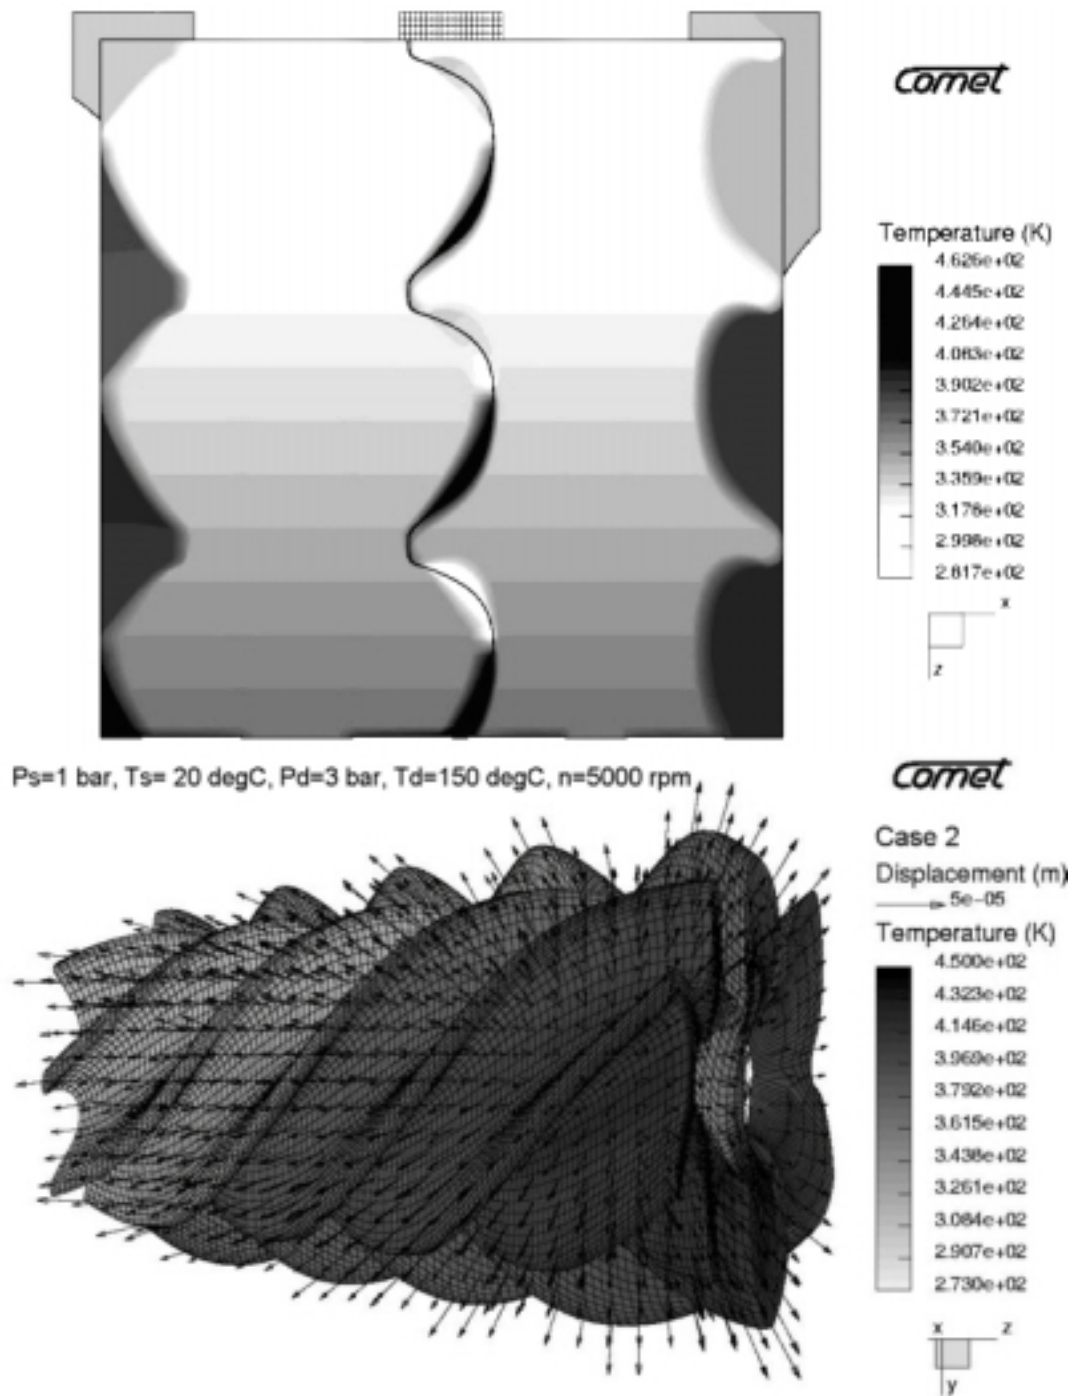 Comet
Temperature (K)
4.626e+02
4.445e+02
4.264e+02
4.083e+02
3.902e+02
3.721e+02
3.540e+02
3.359e+02
3.178e+02
2.998e+02
2.817e+02
x
z
Ps=1 bar, Ts= 20 degC, Pd=3 bar, Td=150 degC, n=5000 rpm
Comet
Case 2
Displacement (m)
5e-05
Temperature (K)
4.500e+02
4.323e+02
4.146e+02
3.969e+02
3.792e+02
3.615e+02
3.438e+02
3.261e+02
3.084e+02
2.907e+02
2.730e+02
x z
y